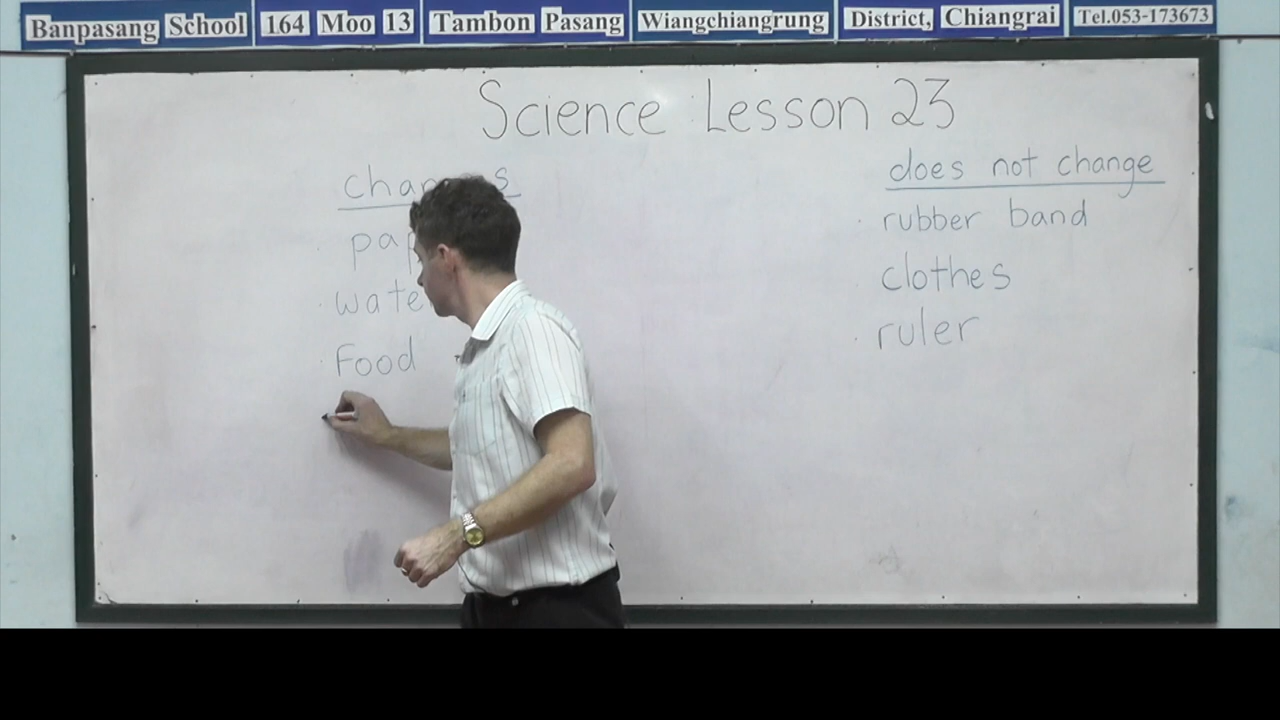 Banpasang School 164 Moo 13 Tambon Pasang Wiangchiangrung District, Chiangrai Tel.053-173673
Science Lesson 23
does not change
rubber band
clothes
Food
ruler